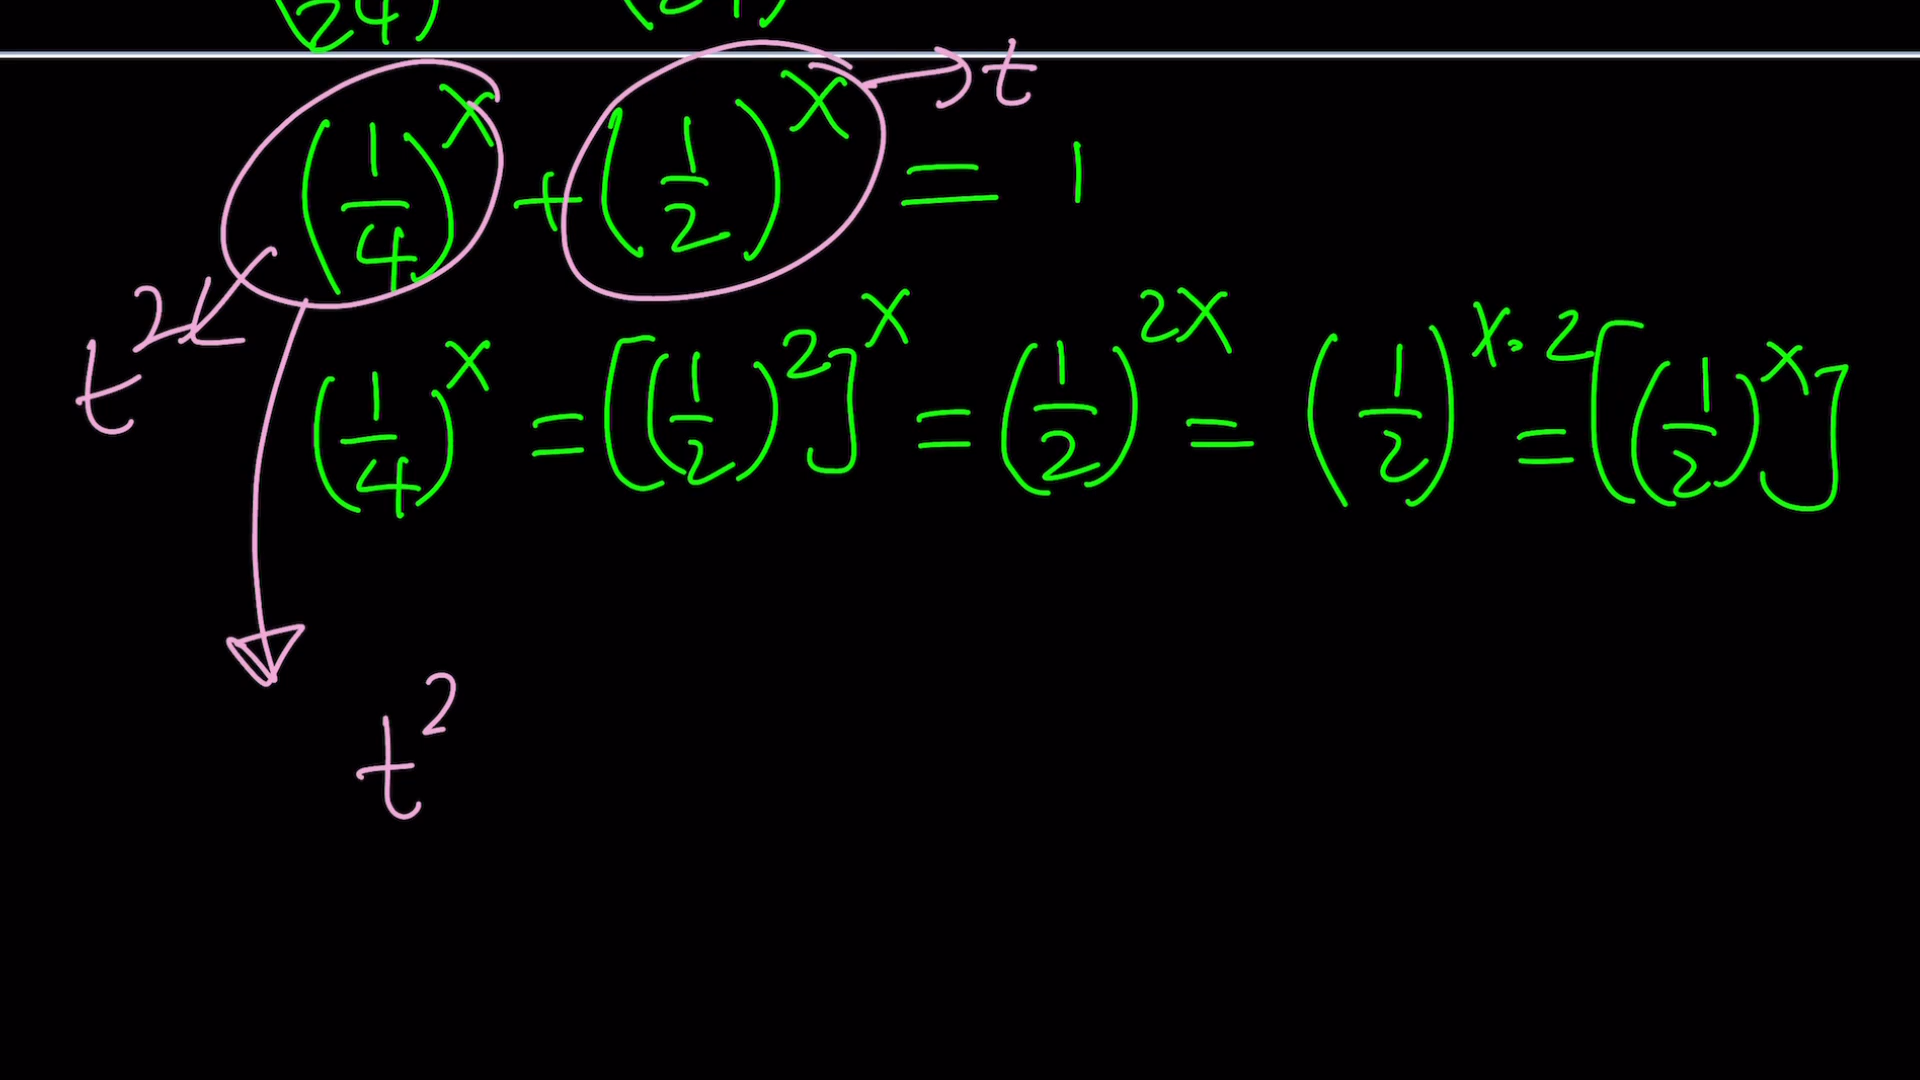 24) 
(1/4)^x + (1/2)^x = 1 → t
t^2
(1/4)^x = [(1/2)^2]^x = (1/2)^2x = (1/2)^x·2 = [(1/2)^x]
t^2